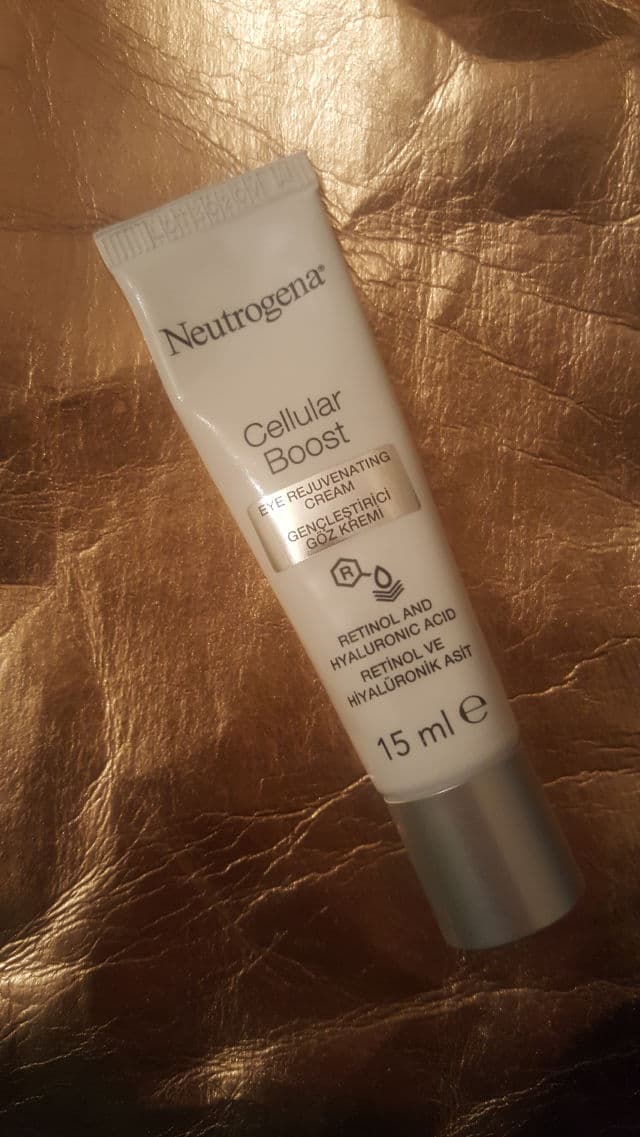 Neutrogena®
Cellular
Boost
EYE REJUVENATING
CREAM
GENÇLEŞTİRİCİ
GÖZ KREMİ
R
RETINOL AND
HYALURONIC ACID
RETİNOL VE
HİYALÜRONİK ASİT
15 ml e